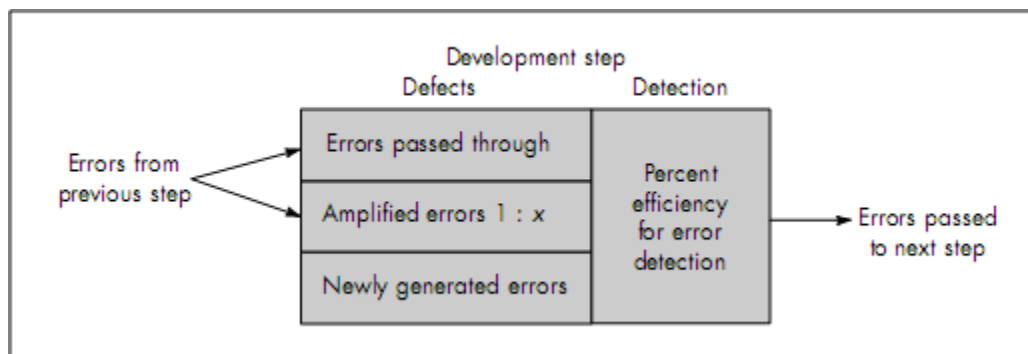 Development step
Defects
Detection
Errors from
previous step
Errors passed through
Amplified errors 1 : x
Newly generated errors
Percent
efficiency
for error
detection
Errors passed
to next step